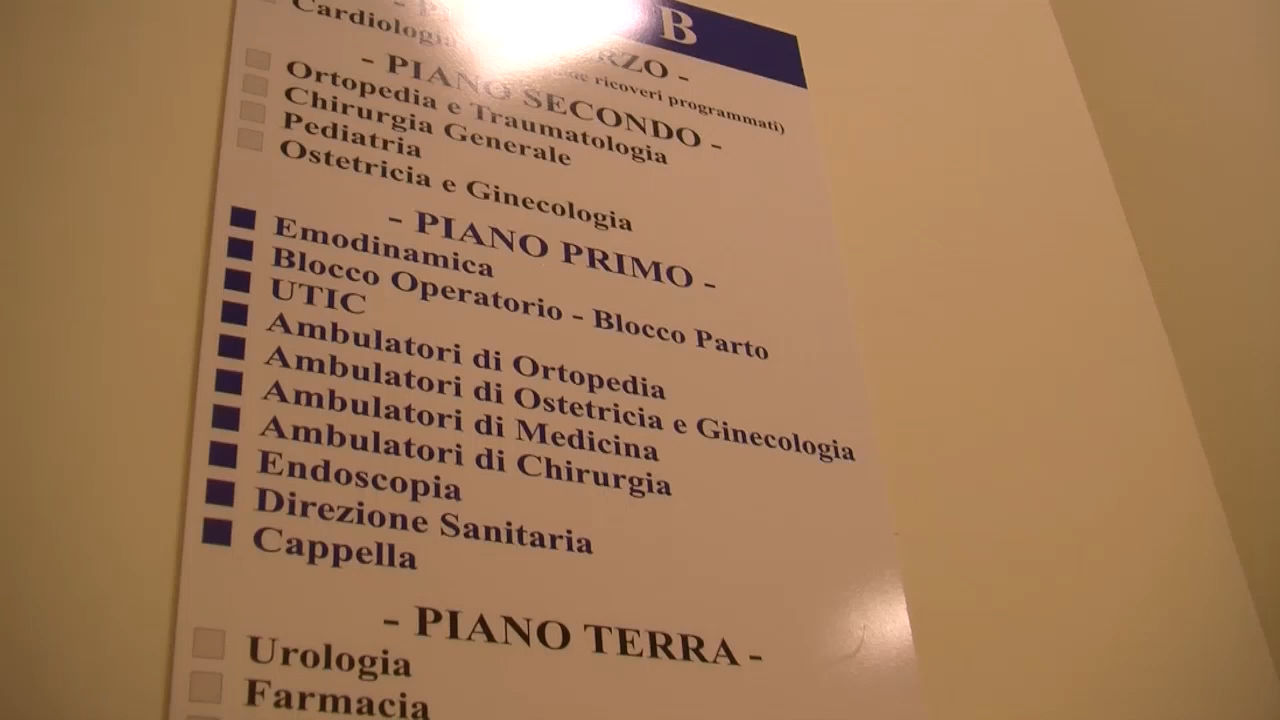 B
RZO -
Cardiologia ricoveri programmati)
- PIANO SECONDO -
Ortopedia e Traumatologia
Chirurgia Generale
Pediatria
Ostetricia e Ginecologia
- PIANO PRIMO -
Emodinamica
Blocco Operatorio - Blocco Parto
UTIC
Ambulatori di Ortopedia
Ambulatori di Ostetricia e Ginecologia
Ambulatori di Medicina
Ambulatori di Chirurgia
Endoscopia
Direzione Sanitaria
Cappella
- PIANO TERRA -
Urologia
Farmacia